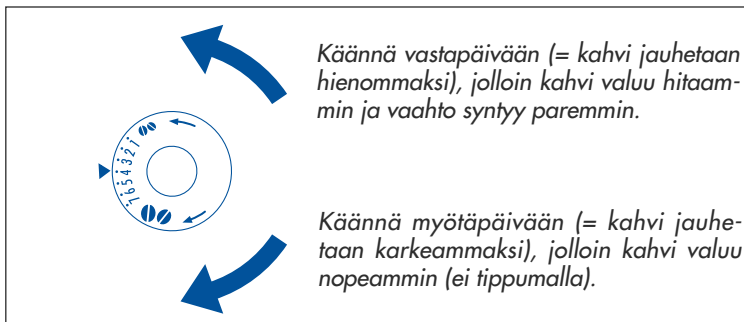 Käännä vastapäivään (= kahvi jauhetaan
hienommaksi), jolloin kahvi valuu hitaam-
min ja vaahto syntyy paremmin.
7654321
Käännä myötäpäivään (= kahvi jauhe-
taan karkeammaksi), jolloin kahvi valuu
nopeammin (ei tippumalla).